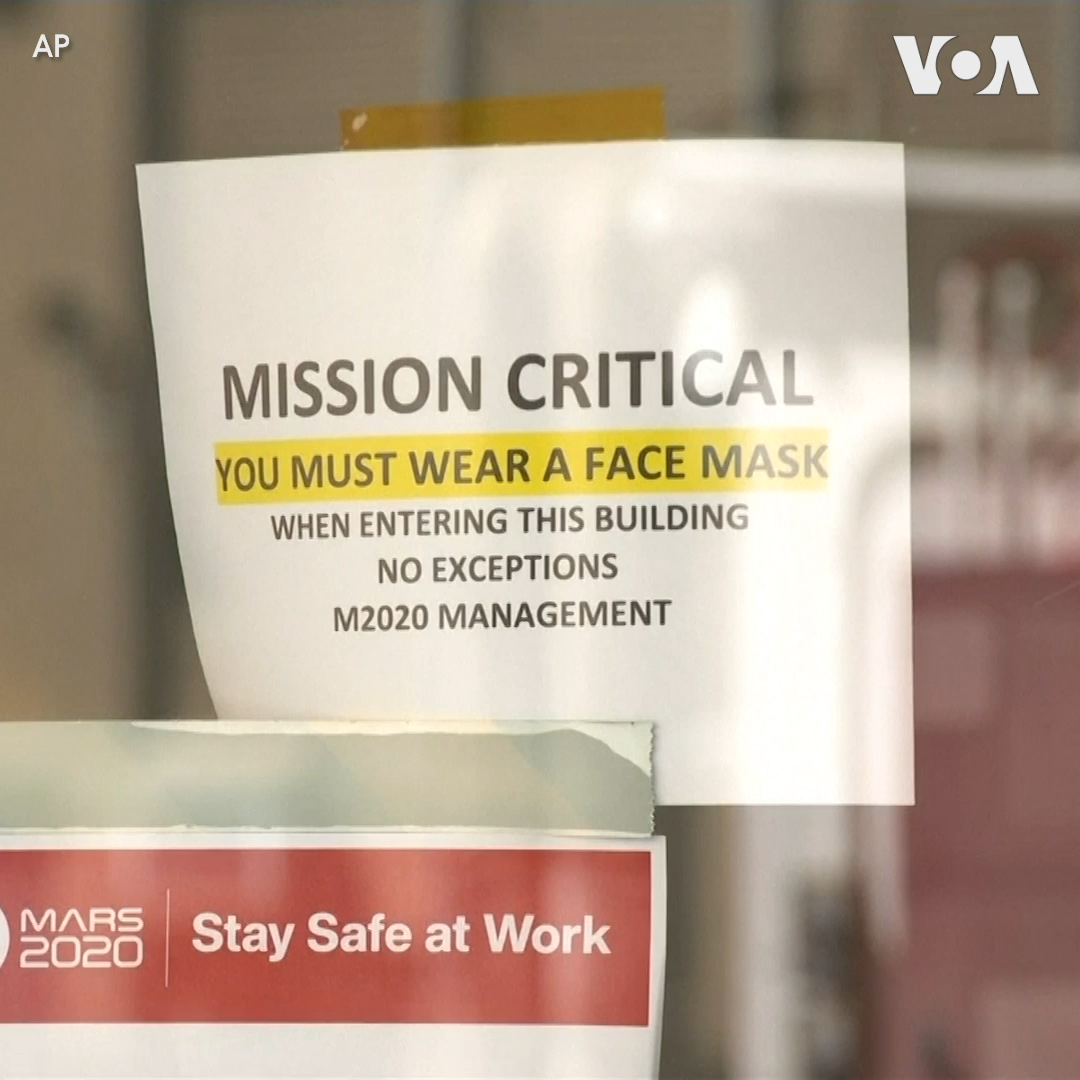 AP
VOA
MISSION CRITICAL
YOU MUST WEAR A FACE MASK
WHEN ENTERING THIS BUILDING
NO EXCEPTIONS
M2020 MANAGEMENT
MARS
2020
Stay Safe at Work